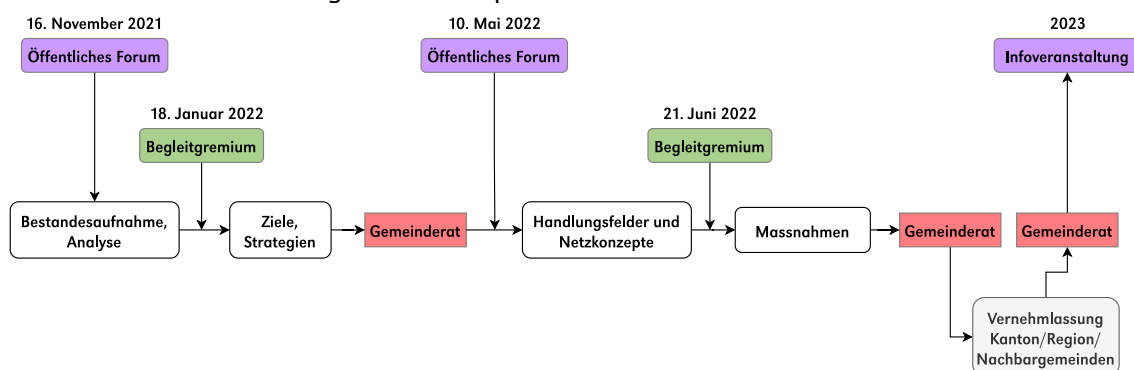 16. November 2021
Öffentliches Forum
10. Mai 2022
Öffentliches Forum
2023
Infoveranstaltung
18. Januar 2022
Begleitgremium
21. Juni 2022
Begleitgremium
Bestandesaufnahme,
Analyse
Ziele,
Strategien
Gemeinderat
Handlungsfelder und
Netzkonzepte
Massnahmen
Gemeinderat
Gemeinderat
Vernehmlassung
Kanton/Region/
Nachbargemeinden